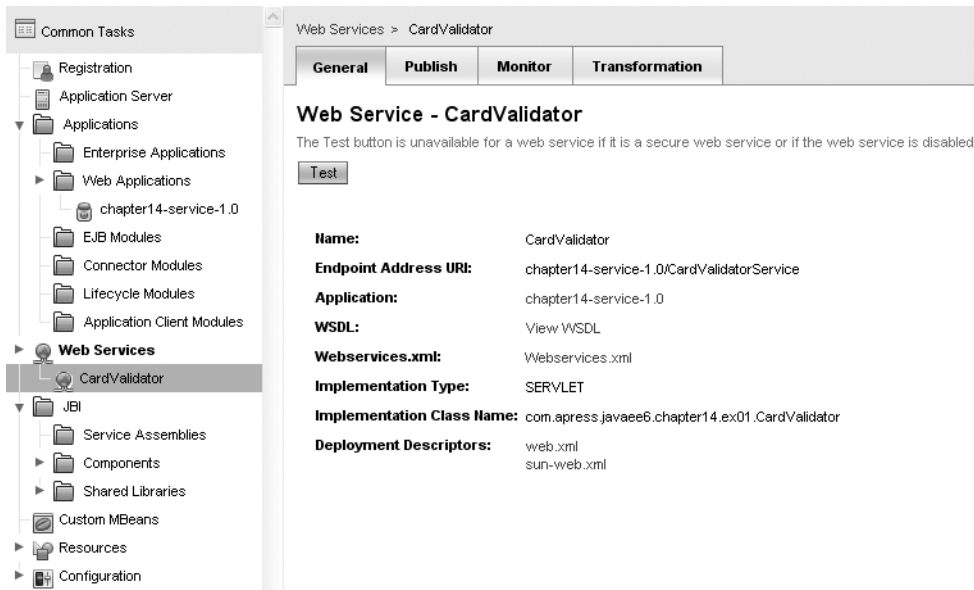 Common Tasks
Registration
Application Server
Applications
Enterprise Applications
Web Applications
chapter14-service-1.0
EJB Modules
Connector Modules
Lifecycle Modules
Application Client Modules
Web Services
CardValidator
JBI
Service Assemblies
Components
Shared Libraries
Custom MBeans
Resources
Configuration
Web Services > CardValidator
General Publish Monitor Transformation
Web Service - CardValidator
The Test button is unavailable for a web service if it is a secure web service or if the web service is disabled
Test
Name: CardValidator
Endpoint Address URI: chapter14-service-1.0/CardValidatorService
Application: chapter14-service-1.0
WSDL: View WSDL
Webservices.xml: Webservices.xml
Implementation Type: SERVLET
Implementation Class Name: com.apress.javaee6.chapter14.ex01.CardValidator
Deployment Descriptors: web.xml
sun-web.xml